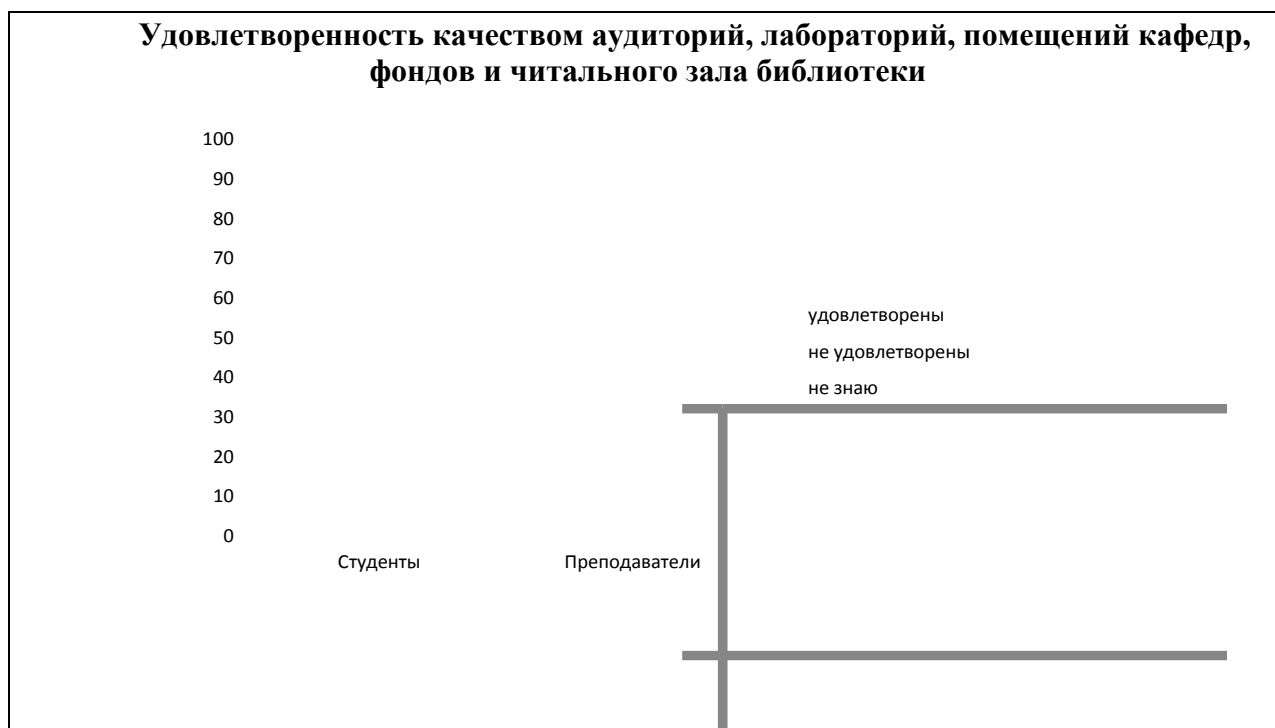 Удовлетворенность качеством аудиторий, лабораторий, помещений кафедр,
фондов и читального зала библиотеки
100
90
80
70
60
50
40
30
20
10
0
Студенты Преподаватели
удовлетворены
не удовлетворены
не знаю